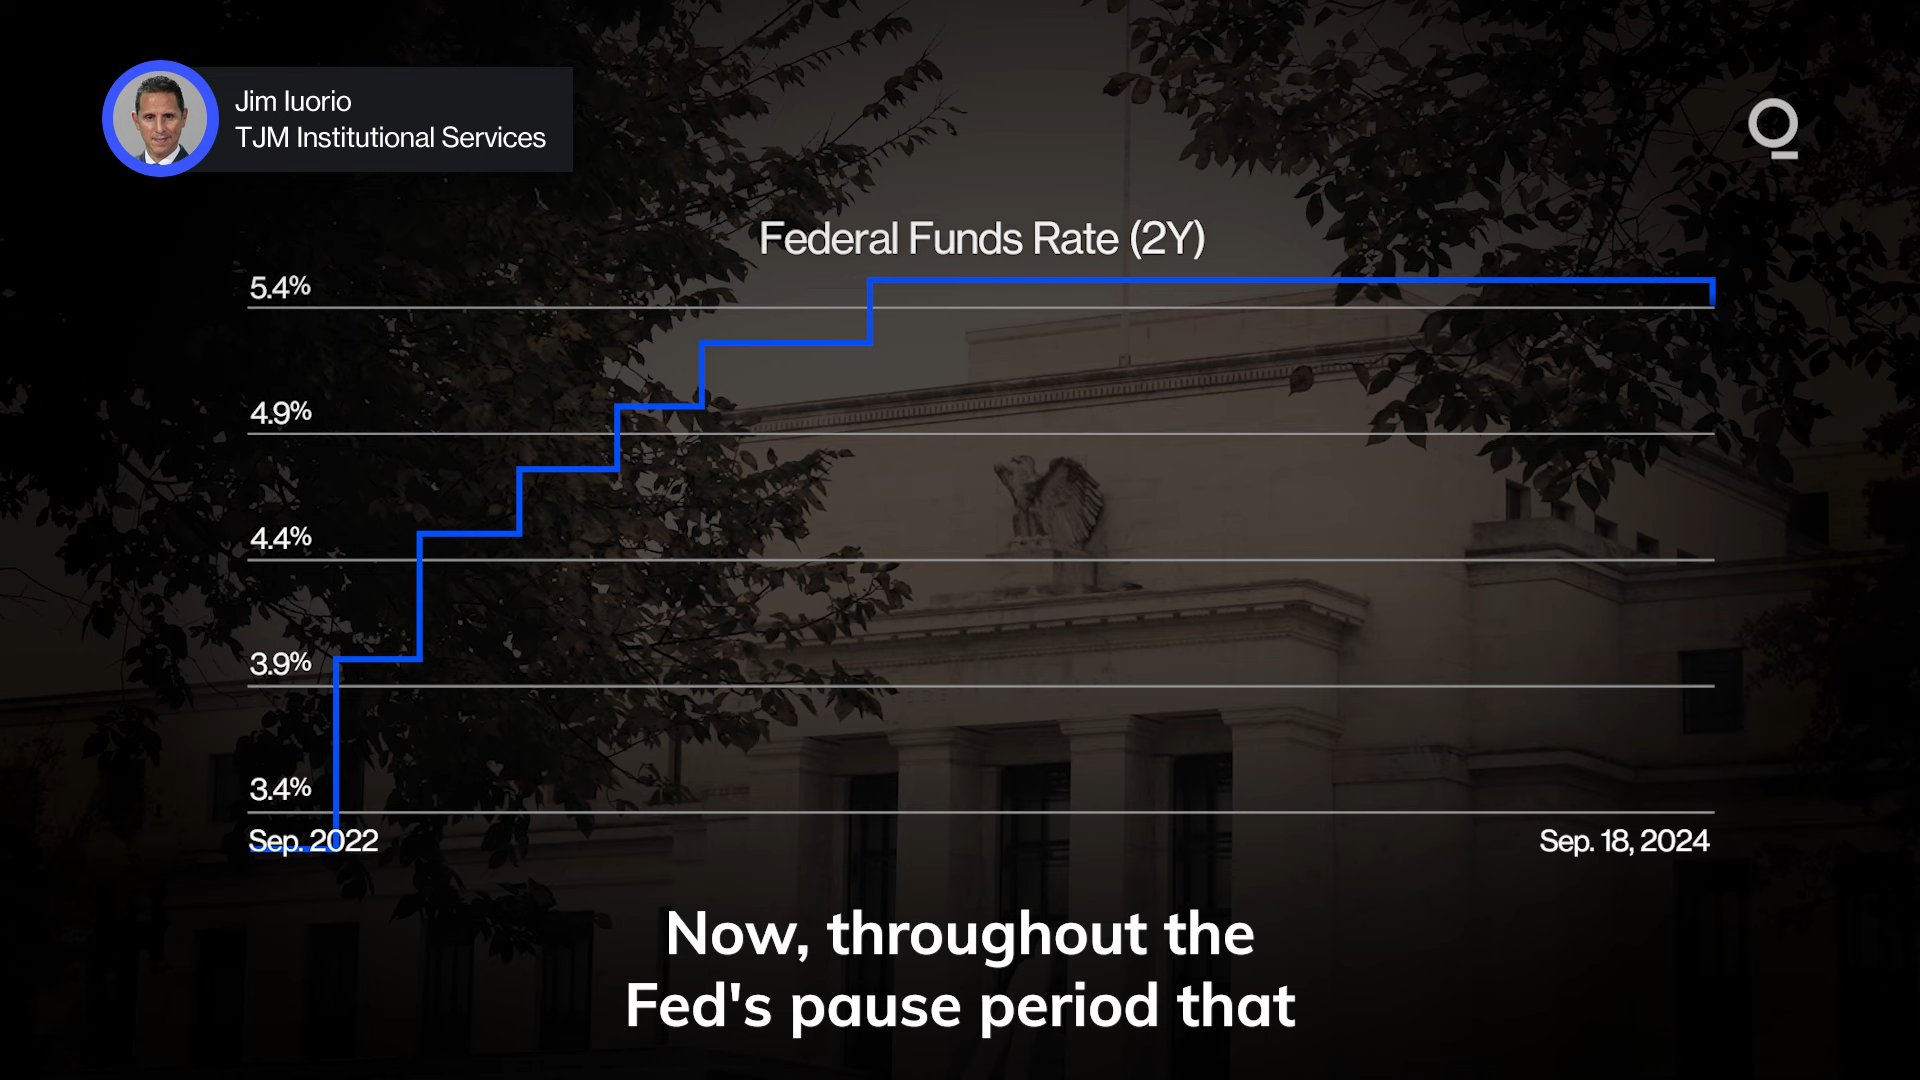 Jim Iuorio
TJM Institutional Services
Federal Funds Rate (2Y)
5.4%
4.9%
4.4%
3.9%
3.4%
Sep. 2022
Sep. 18, 2024
Now, throughout the
Fed's pause period that